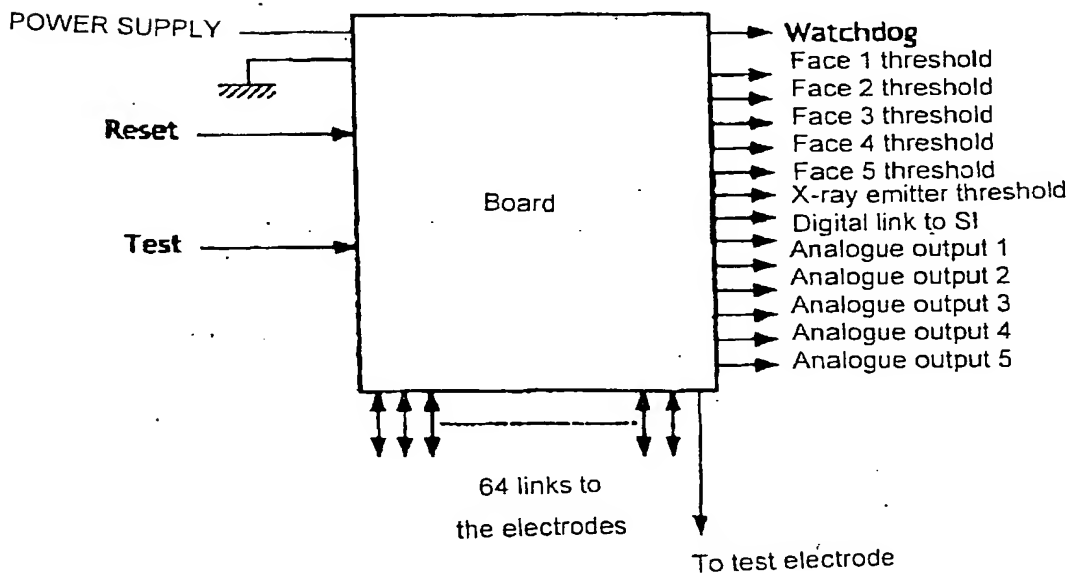 POWER SUPPLY
Reset
Test
Board
Watchdog
Face 1 threshold
Face 2 threshold
Face 3 threshold
Face 4 threshold
Face 5 threshold
X-ray emitter threshold
Digital link to SI
Analogue output 1
Analogue output 2
Analogue output 3
Analogue output 4
Analogue output 5
64 links to
the electrodes
To test electrode